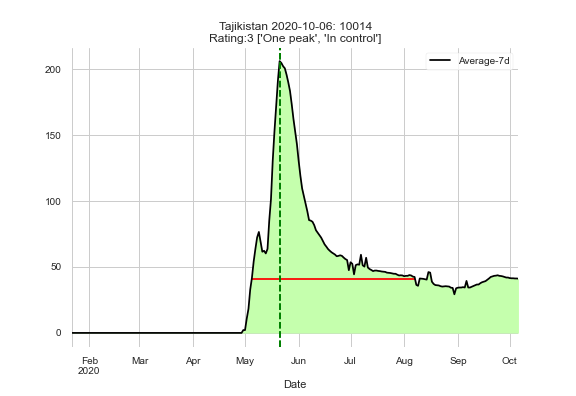 Tajikistan 2020-10-06: 10014
Rating:3 ['One peak', 'In control']
Average-7d
200
150
100
50
0
Feb Mar Apr May Jun Jul Aug Sep Oct
2020
Date